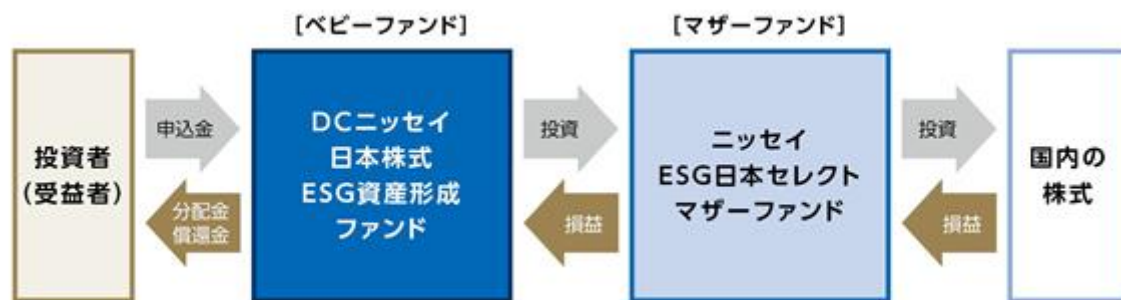 [ベビーファンド]
[マザーファンド]
投資者
(受益者)
申込金
分配金
償還金
DCニッセイ
日本株式
ESG資産形成
ファンド
投資
損益
ニッセイ
ESG日本セレクト
マザーファンド
投資
損益
国内の
株式